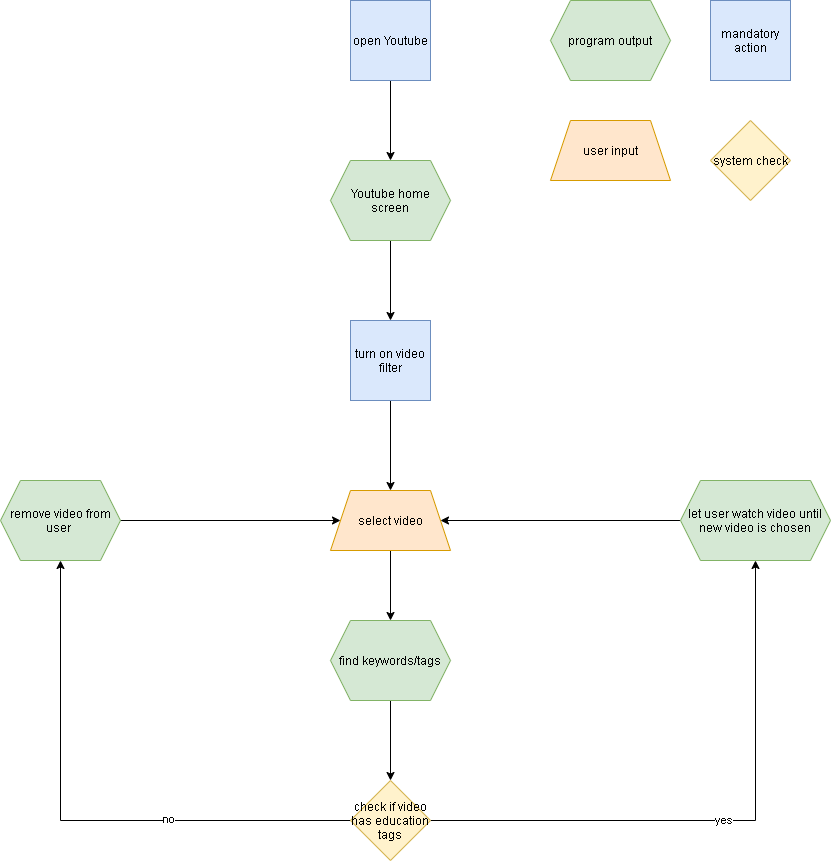 open Youtube
program output
mandatory
action
user input
system check
Youtube home
screen
turn on video
filter
remove video from
user
select video
let user watch video until
new video is chosen
find keywords/tags
check if video
has education
tags
no
yes